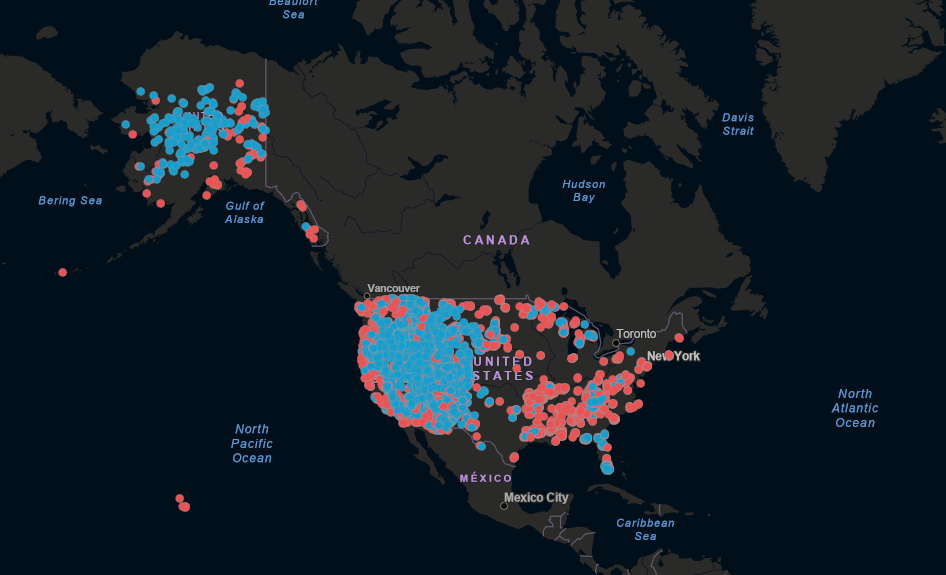 Beaufort
Sea
Davis
Strait
Hudson
Bay
Bering Sea
Gulf of
Alaska
CANADA
Vancouver
Toronto
New York
UNITED
STATES
North
Atlantic
Ocean
North
Pacific
Ocean
MÉXICO
Mexico City
Caribbean
Sea